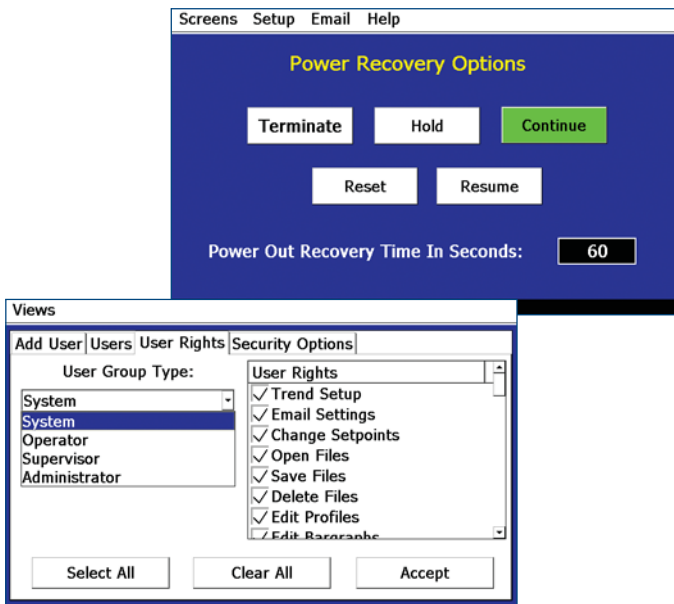 Screens Setup Email Help
Power Recovery Options
Terminate Hold Continue
Reset Resume
Power Out Recovery Time In Seconds: 60
Views
Add User Users User Rights Security Options
User Group Type:
System
System
Operator
Supervisor
Administrator
User Rights
Trend Setup
Email Settings
Change Setpoints
Open Files
Save Files
Delete Files
Edit Profiles
Edit Bargraphs
Select All Clear All Accept